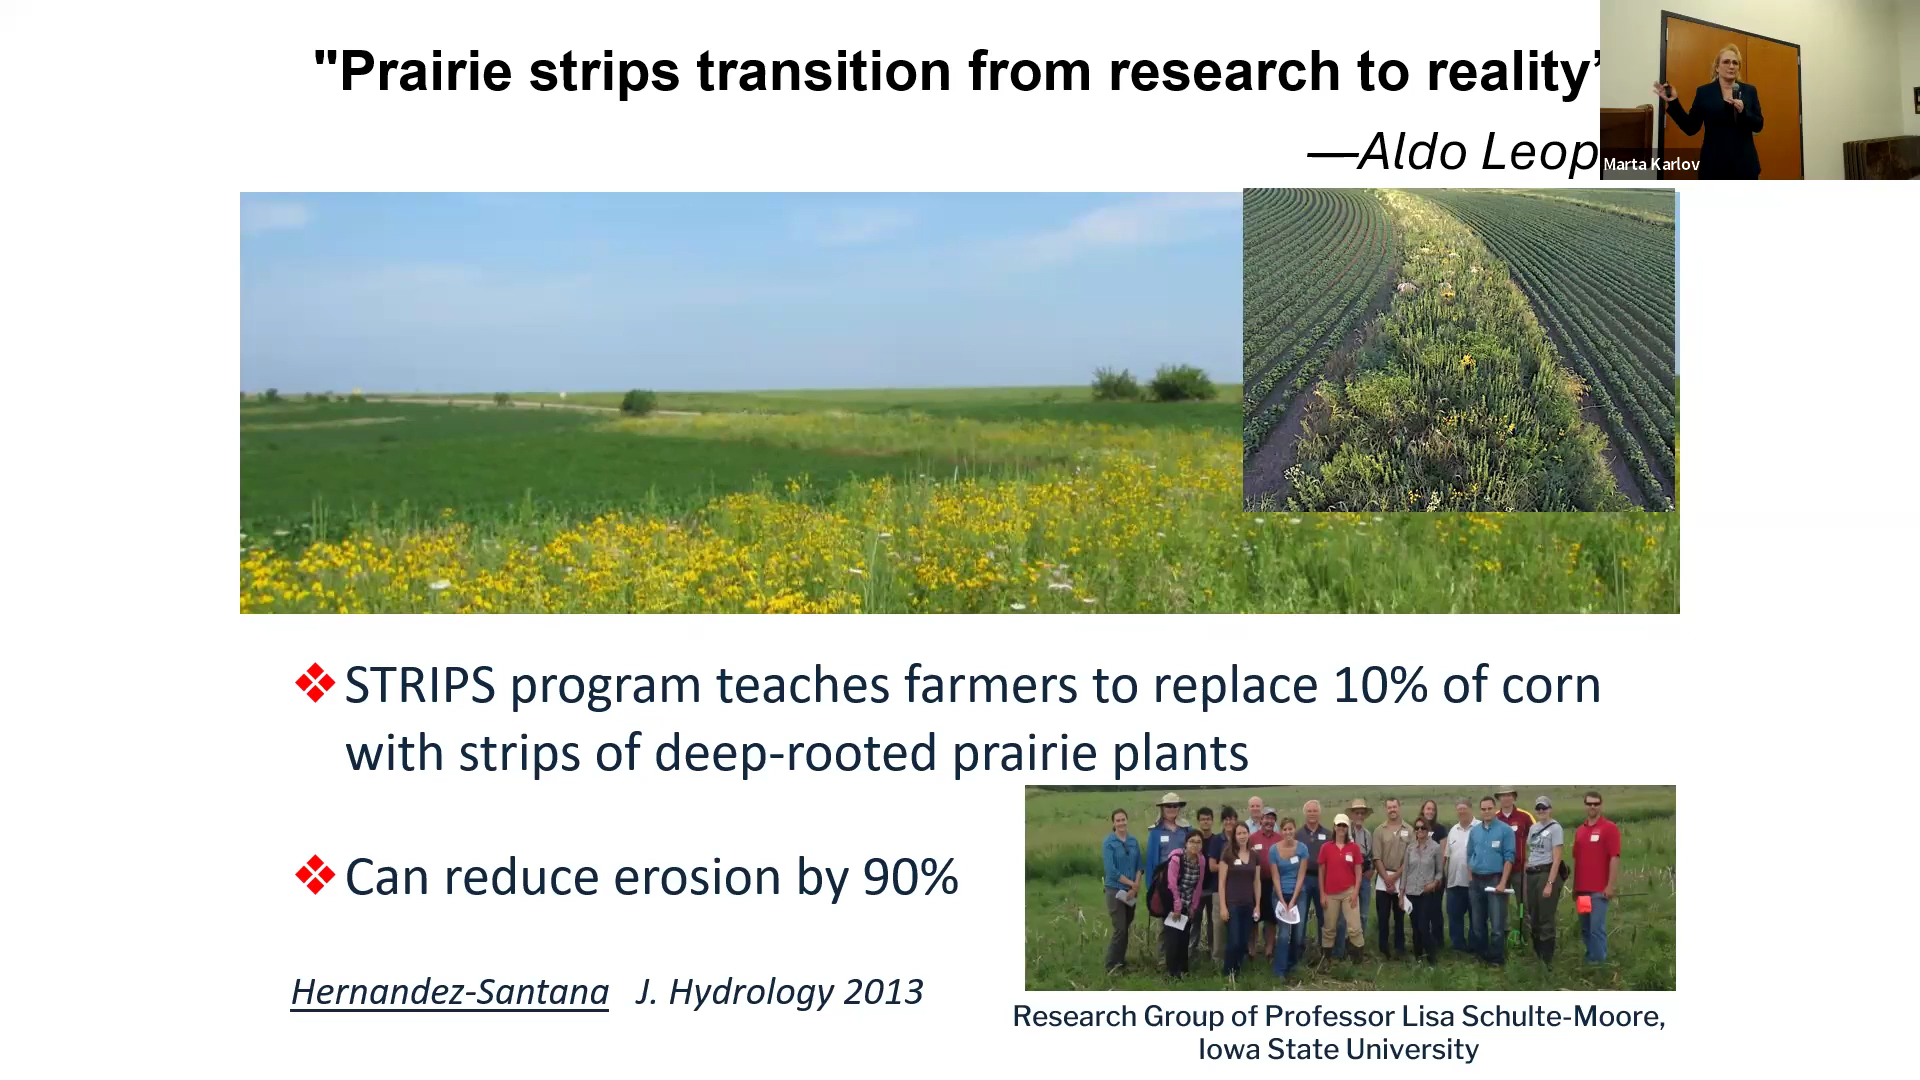 "Prairie strips transition from research to reality”
—Aldo Leop
Marta Karlov
❖STRIPS program teaches farmers to replace 10% of corn
with strips of deep-rooted prairie plants
❖Can reduce erosion by 90%
Hernandez-Santana J. Hydrology 2013
Research Group of Professor Lisa Schulte-Moore,
Iowa State University